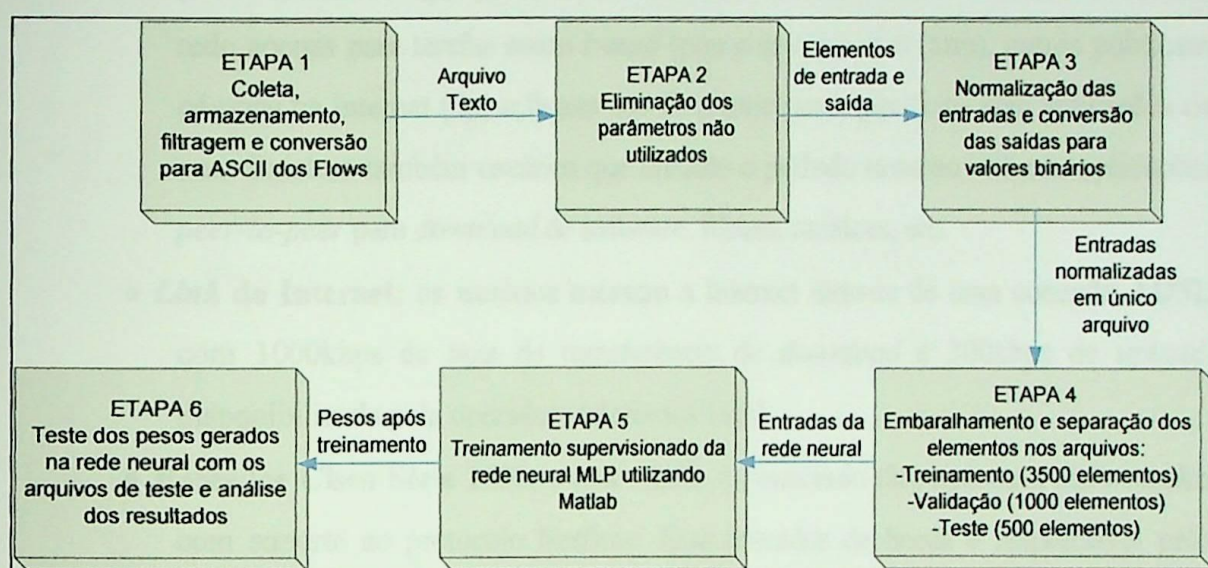 ETAPA 1
Coleta,
armazenamento,
filtragem e conversão
para ASCII dos Flows
Arquivo
Texto
ETAPA 2
Eliminação dos
parâmetros não
utilizados
Elementos
de entrada e
saída
ETAPA 3
Normalização das
entradas e conversão
das saídas para
valores binários
Entradas
normalizadas
em único
arquivo
ETAPA 4
Embaralhamento e separação dos
elementos nos arquivos:
-Treinamento (3500 elementos)
-Validação (1000 elementos)
-Teste (500 elementos)
Entradas da
rede neural
ETAPA 5
Treinamento supervisionado da
rede neural MLP utilizando
Matlab
Pesos após
treinamento
ETAPA 6
Teste dos pesos gerados
na rede neural com os
arquivos de teste e análise
dos resultados